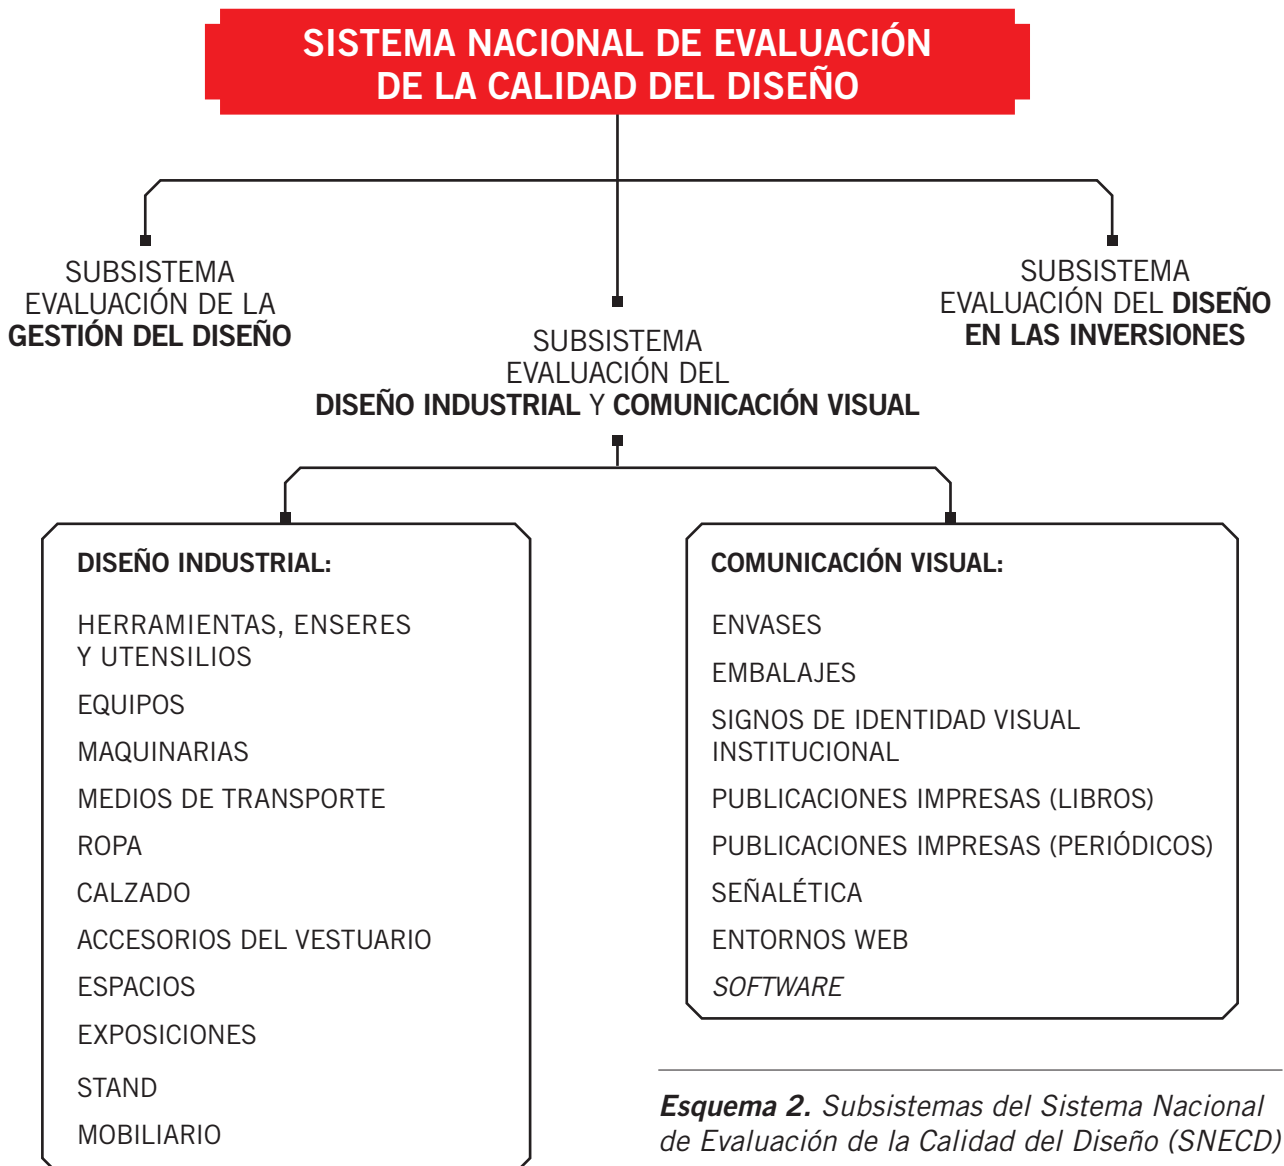 SISTEMA NACIONAL DE EVALUACIÓN
DE LA CALIDAD DEL DISEÑO
SUBSISTEMA
EVALUACIÓN DE LA
GESTIÓN DEL DISEÑO
SUBSISTEMA
EVALUACIÓN DEL
DISEÑO INDUSTRIAL Y COMUNICACIÓN VISUAL
SUBSISTEMA
EVALUACIÓN DEL DISEÑO
EN LAS INVERSIONES
DISEÑO INDUSTRIAL:
HERRAMIENTAS, ENSERES
Y UTENSILIOS
EQUIPOS
MAQUINARIAS
MEDIOS DE TRANSPORTE
ROPA
CALZADO
ACCESORIOS DEL VESTUARIO
ESPACIOS
EXPOSICIONES
STAND
MOBILIARIO
COMUNICACIÓN VISUAL:
ENVASES
EMBALAJES
SIGNOS DE IDENTIDAD VISUAL
INSTITUCIONAL
PUBLICACIONES IMPRESAS (LIBROS)
PUBLICACIONES IMPRESAS (PERIÓDICOS)
SEÑALÉTICA
ENTORNOS WEB
SOFTWARE
Esquema 2. Subsistemas del Sistema Nacional
de Evaluación de la Calidad del Diseño (SNECD)